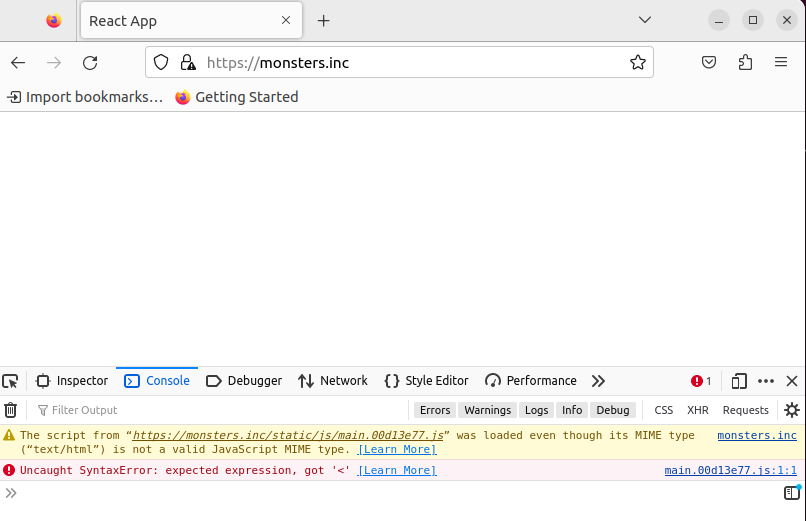 React App
https://monsters.inc
Import bookmarks… Getting Started
Inspector Console Debugger Network Style Editor Performance 1
Filter Output Errors Warnings Logs Info Debug CSS XHR Requests
The script from “https://monsters.inc/static/js/main.00d13e77.js” was loaded even though its MIME type monsters.inc
(“text/html”) is not a valid JavaScript MIME type. [Learn More]
Uncaught SyntaxError: expected expression, got '<' [Learn More] main.00d13e77.js:1:1